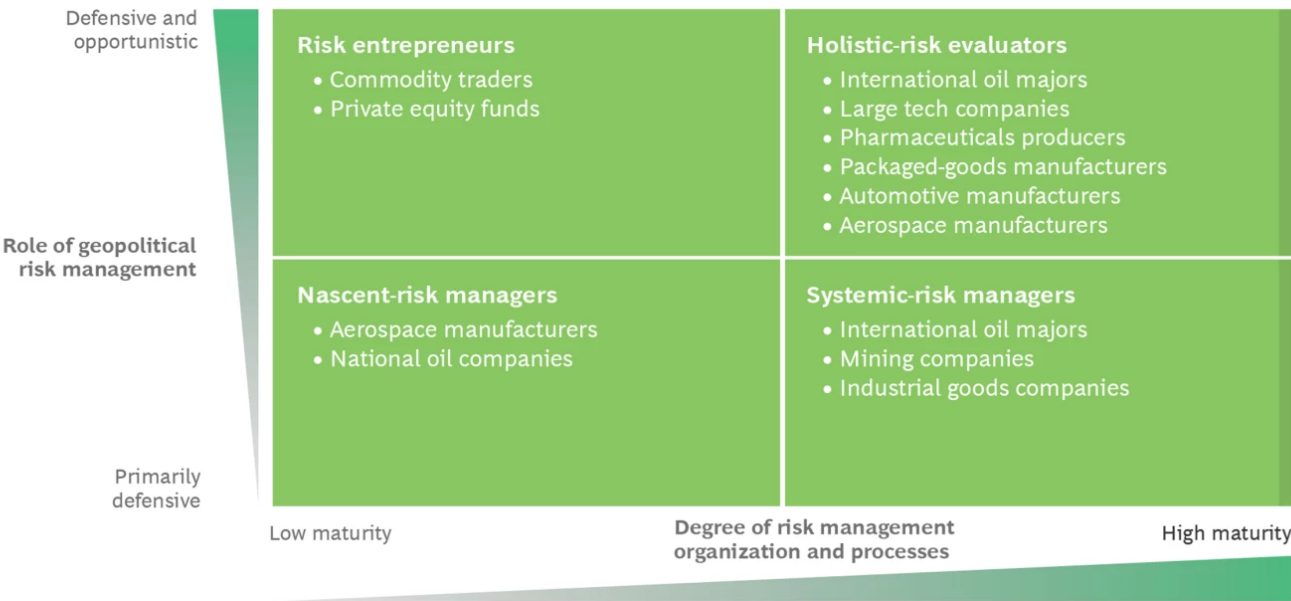 Defensive and
opportunistic
Role of geopolitical
risk management
Primarily
defensive
Risk entrepreneurs
• Commodity traders
• Private equity funds
Holistic-risk evaluators
• International oil majors
• Large tech companies
• Pharmaceuticals producers
• Packaged-goods manufacturers
• Automotive manufacturers
• Aerospace manufacturers
Nascent-risk managers
• Aerospace manufacturers
• National oil companies
Systemic-risk managers
• International oil majors
• Mining companies
• Industrial goods companies
Low maturity
Degree of risk management
organization and processes
High maturity